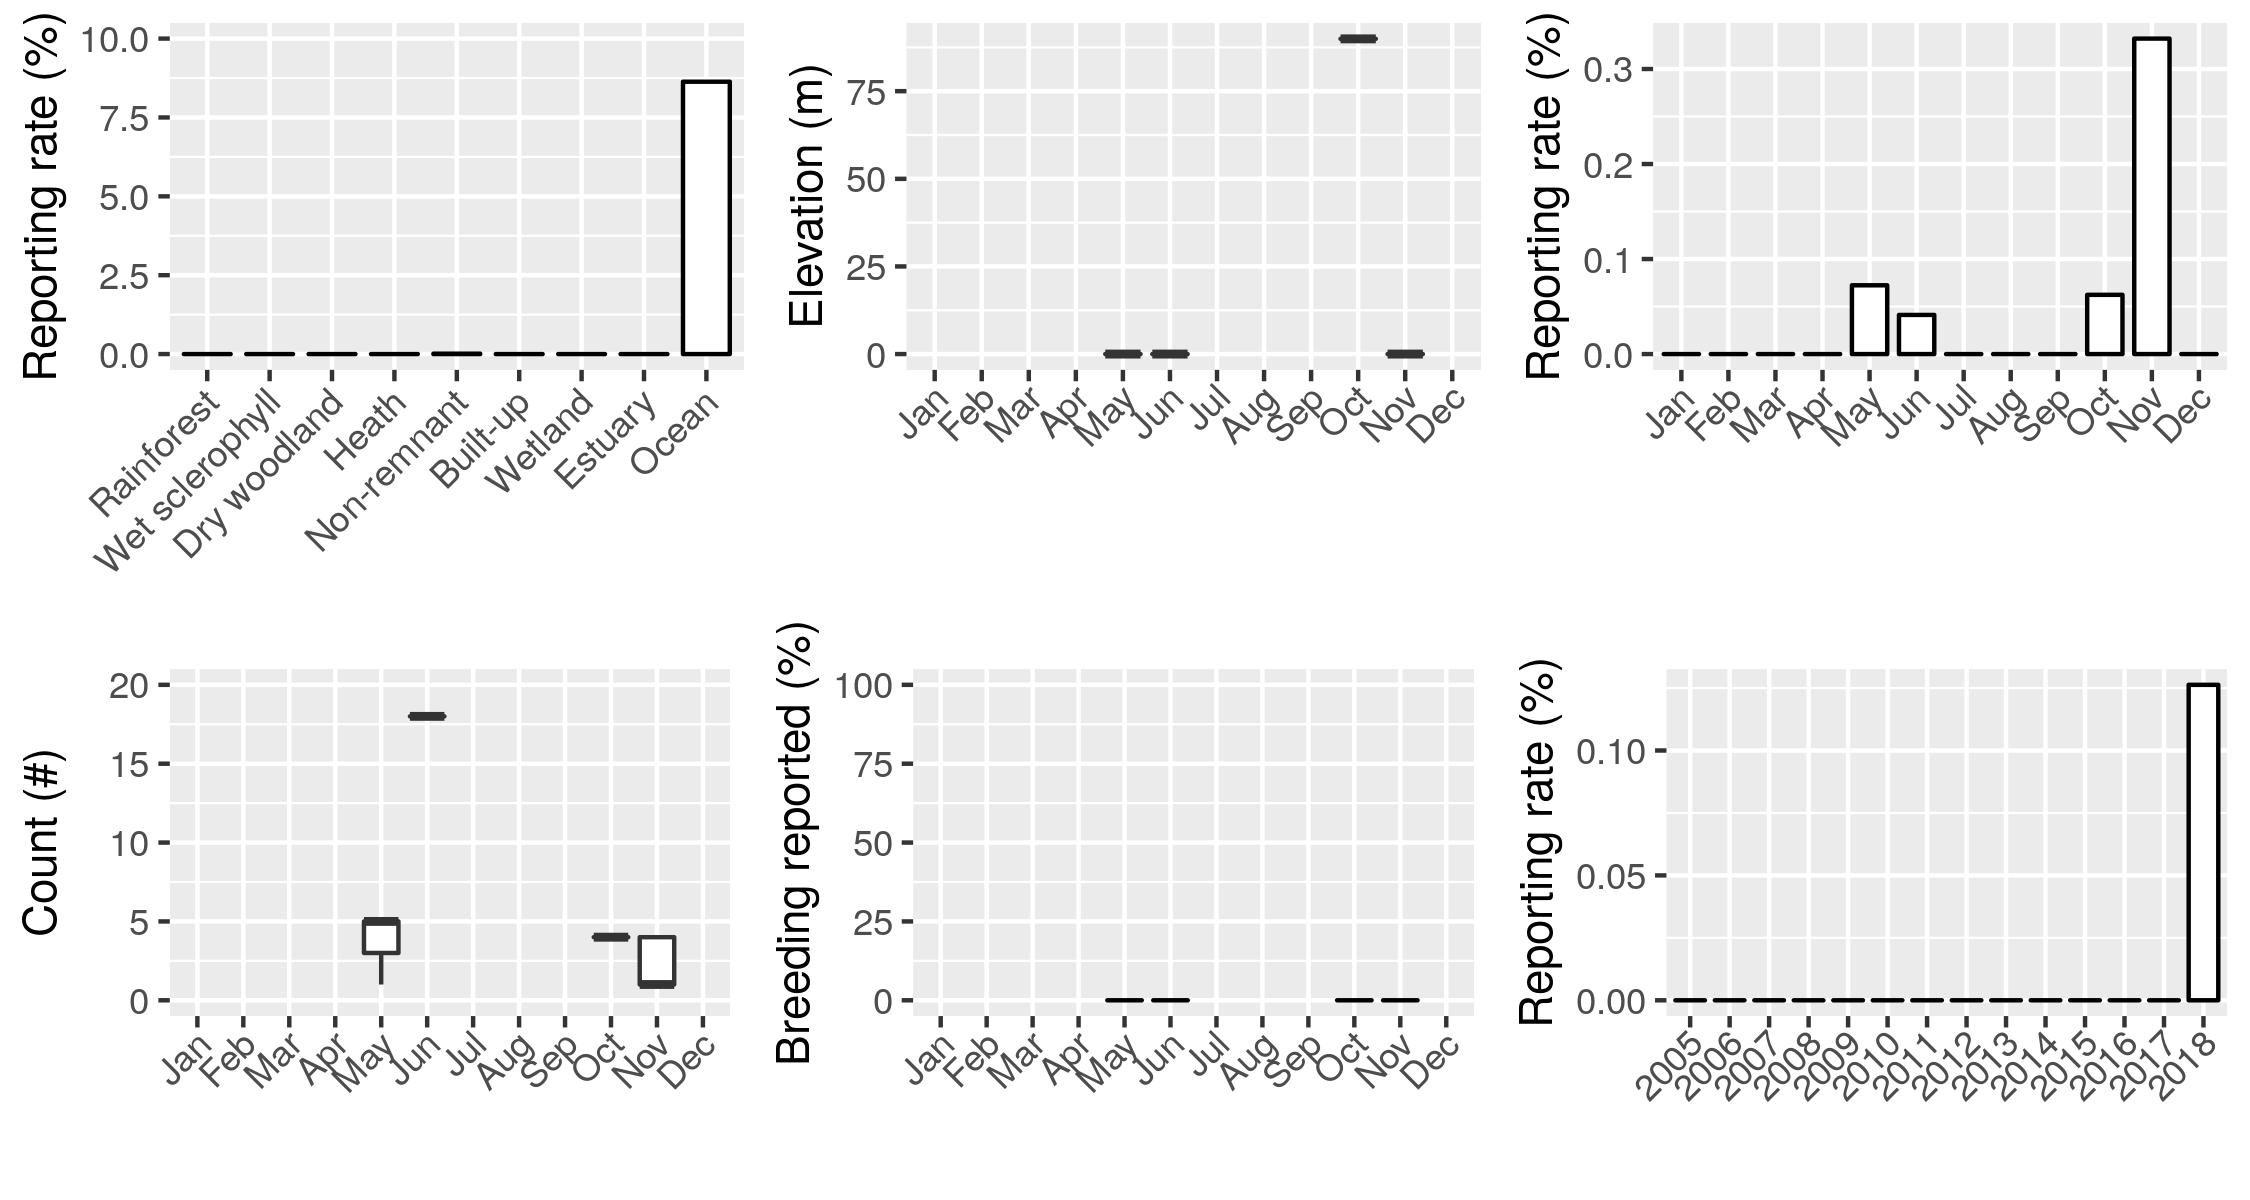 Reporting rate (%)
10.0
7.5
5.0
2.5
0.0
Rainforest
Wet sclerophyll
Dry woodland
Heath
Non-remnant
Built-up
Wetland
Estuary
Ocean
Elevation (m)
75
50
25
0
Jan
Feb
Mar
Apr
May
Jun
Jul
Aug
Sep
Oct
Nov
Dec
Reporting rate (%)
0.3
0.2
0.1
0.0
Jan
Feb
Mar
Apr
May
Jun
Jul
Aug
Sep
Oct
Nov
Dec
Count (#)
20
15
10
5
0
Jan
Feb
Mar
Apr
May
Jun
Jul
Aug
Sep
Oct
Nov
Dec
Breeding reported (%)
100
75
50
25
0
Jan
Feb
Mar
Apr
May
Jun
Jul
Aug
Sep
Oct
Nov
Dec
Reporting rate (%)
0.10
0.05
0.00
2005
2006
2007
2008
2009
2010
2011
2012
2013
2014
2015
2016
2017
2018